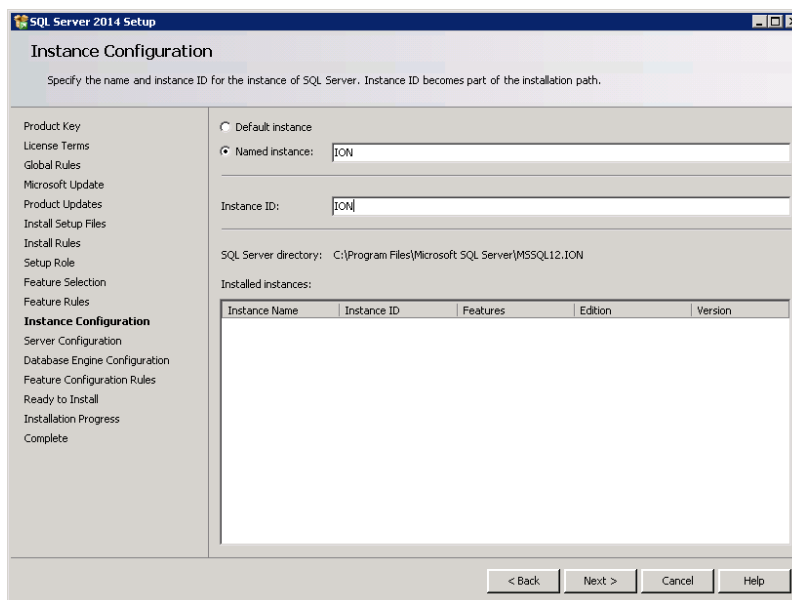 SQL Server 2014 Setup
Instance Configuration
Specify the name and instance ID for the instance of SQL Server. Instance ID becomes part of the installation path.
Product Key
License Terms
Global Rules
Microsoft Update
Product Updates
Install Setup Files
Install Rules
Setup Role
Feature Selection
Feature Rules
Instance Configuration
Server Configuration
Database Engine Configuration
Feature Configuration Rules
Ready to Install
Installation Progress
Complete
Default instance
Named instance: ION
Instance ID: ION
SQL Server directory: C:\Program Files\Microsoft SQL Server\MSSQL12.ION
Installed instances:
Instance Name Instance ID Features Edition Version
< Back Next > Cancel Help